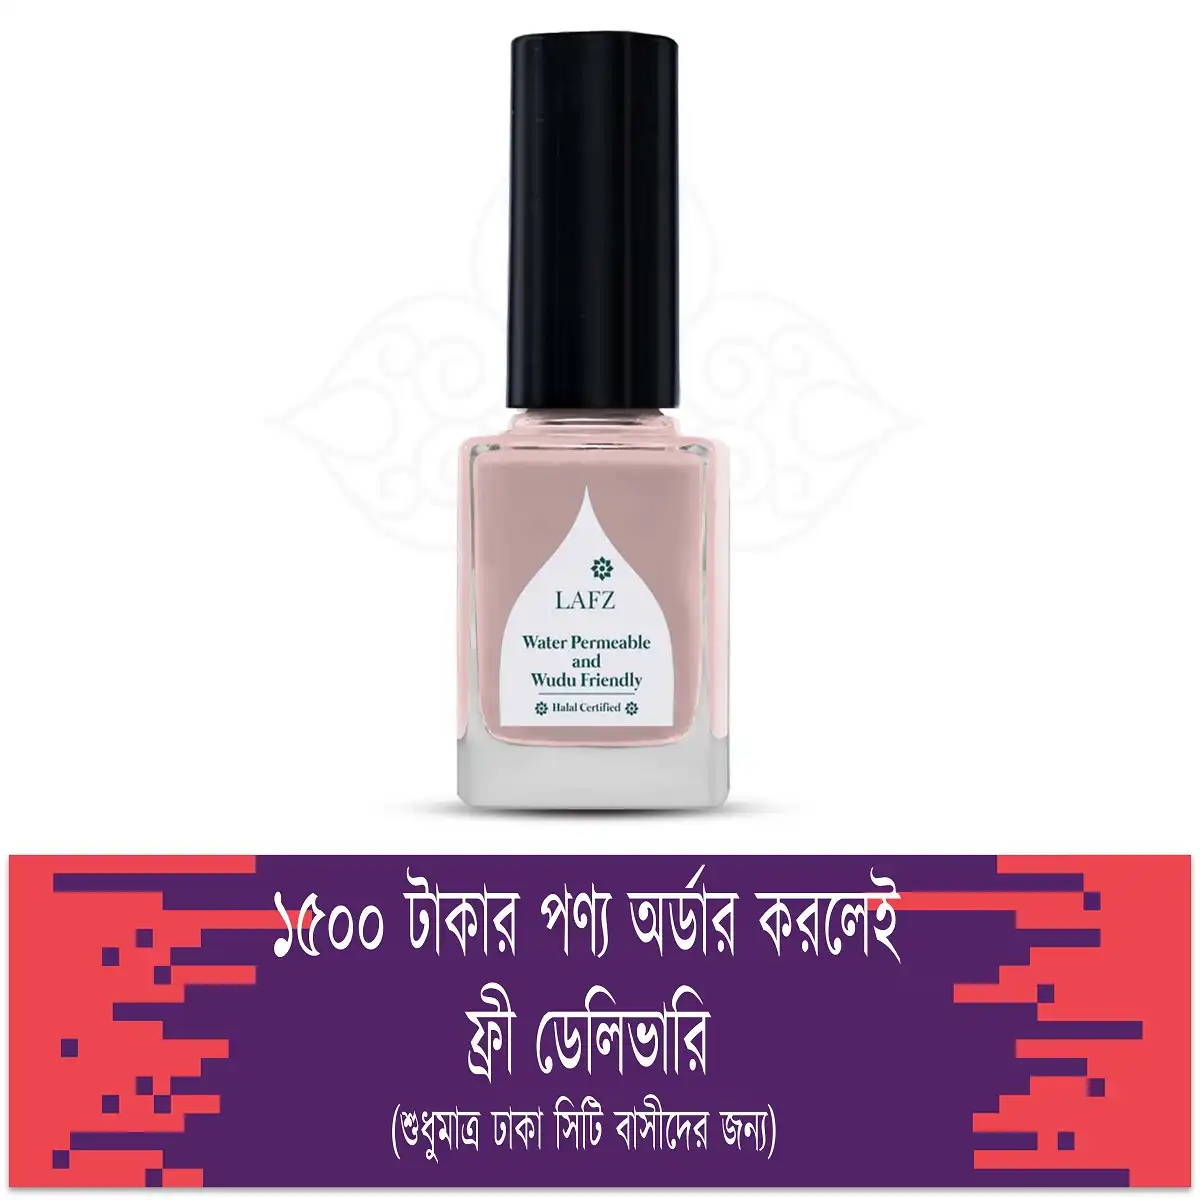 LAFZ
Water Permeable
and
Wudu Friendly
Halal Certified
১৫০০ টাকার পণ্য অর্ডার করলেই
ফ্রী ডেলিভারি
(শুধুমাত্র ঢাকা সিটি বাসীদের জন্য)